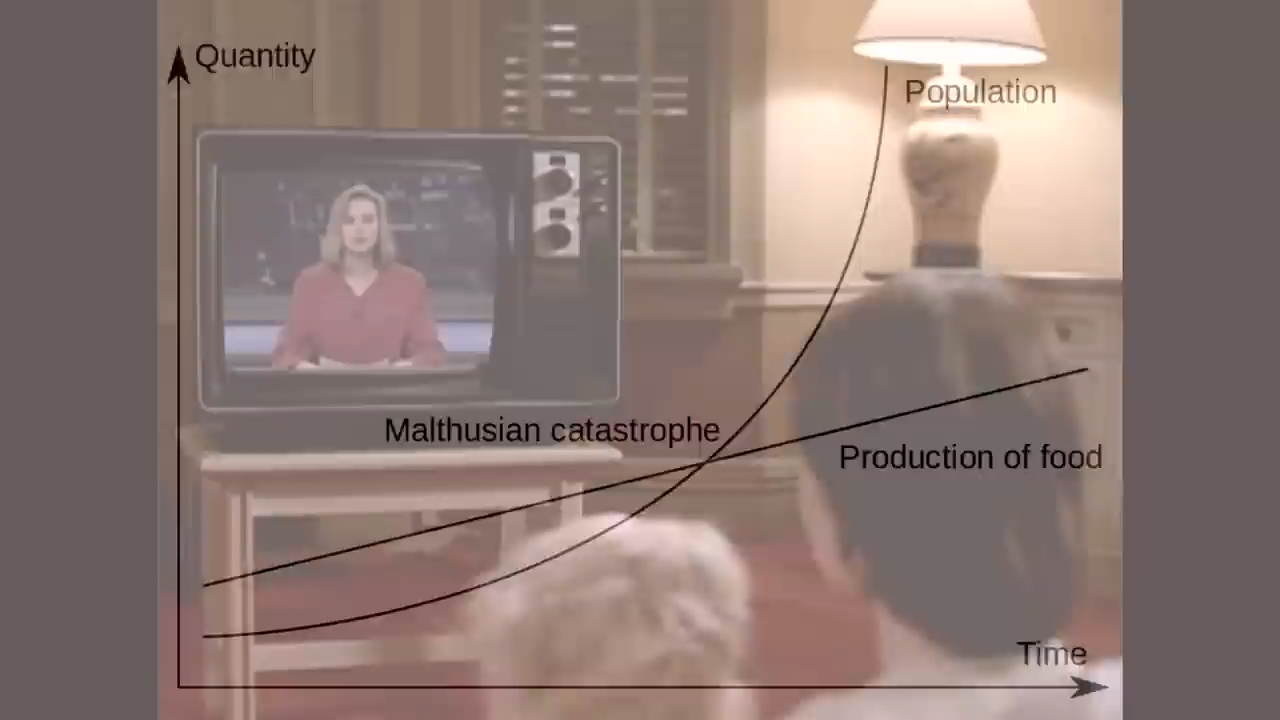 Quantity
Population
Malthusian catastrophe
Production of food
Time